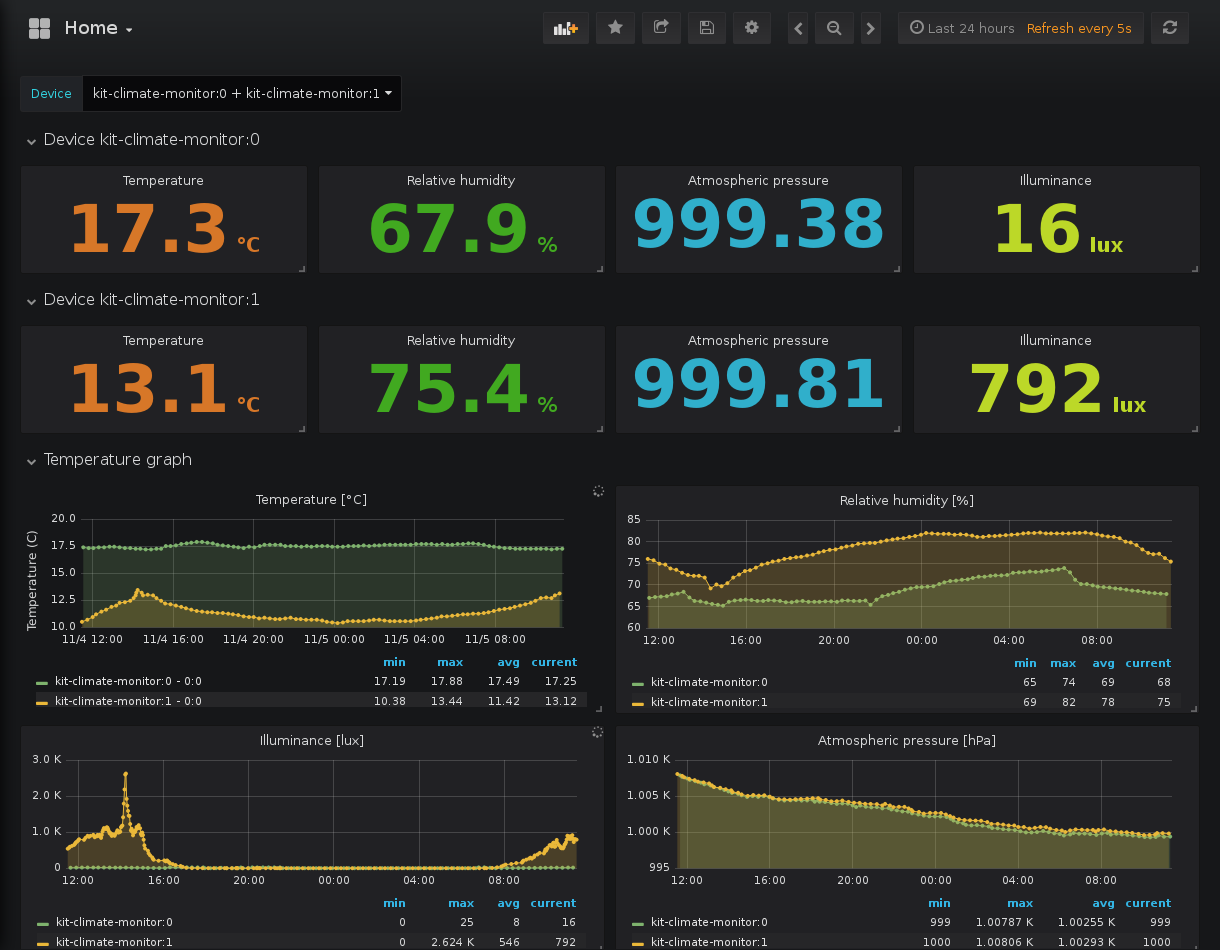 Home
Last 24 hours Refresh every 5s
Device kit-climate-monitor:0 + kit-climate-monitor:1
Device kit-climate-monitor:0
Temperature Relative humidity Atmospheric pressure Illuminance
17.3 °C 67.9 % 999.38 16 lux
Device kit-climate-monitor:1
Temperature Relative humidity Atmospheric pressure Illuminance
13.1 °C 75.4 % 999.81 792 lux
Temperature graph
Temperature [°C]
Temperature (C)
20.0
17.5
15.0
12.5
10.0
11/4 12:00 11/4 16:00 11/4 20:00 11/5 00:00 11/5 04:00 11/5 08:00
min max avg current
kit-climate-monitor:0 - 0:0 17.19 17.88 17.49 17.25
kit-climate-monitor:1 - 0:0 10.38 13.44 11.42 13.12
Relative humidity [%]
85
80
75
70
65
60
12:00 16:00 20:00 00:00 04:00 08:00
min max avg current
kit-climate-monitor:0 65 74 69 68
kit-climate-monitor:1 69 82 78 75
Illuminance [lux]
3.0 K
2.0 K
1.0 K
0
12:00 16:00 20:00 00:00 04:00 08:00
min max avg current
kit-climate-monitor:0 0 25 8 16
kit-climate-monitor:1 0 2.624 K 546 792
Atmospheric pressure [hPa]
1.010 K
1.005 K
1.000 K
995
12:00 16:00 20:00 00:00 04:00 08:00
min max avg current
kit-climate-monitor:0 999 1.00787 K 1.00255 K 999
kit-climate-monitor:1 1000 1.00806 K 1.00293 K 1000